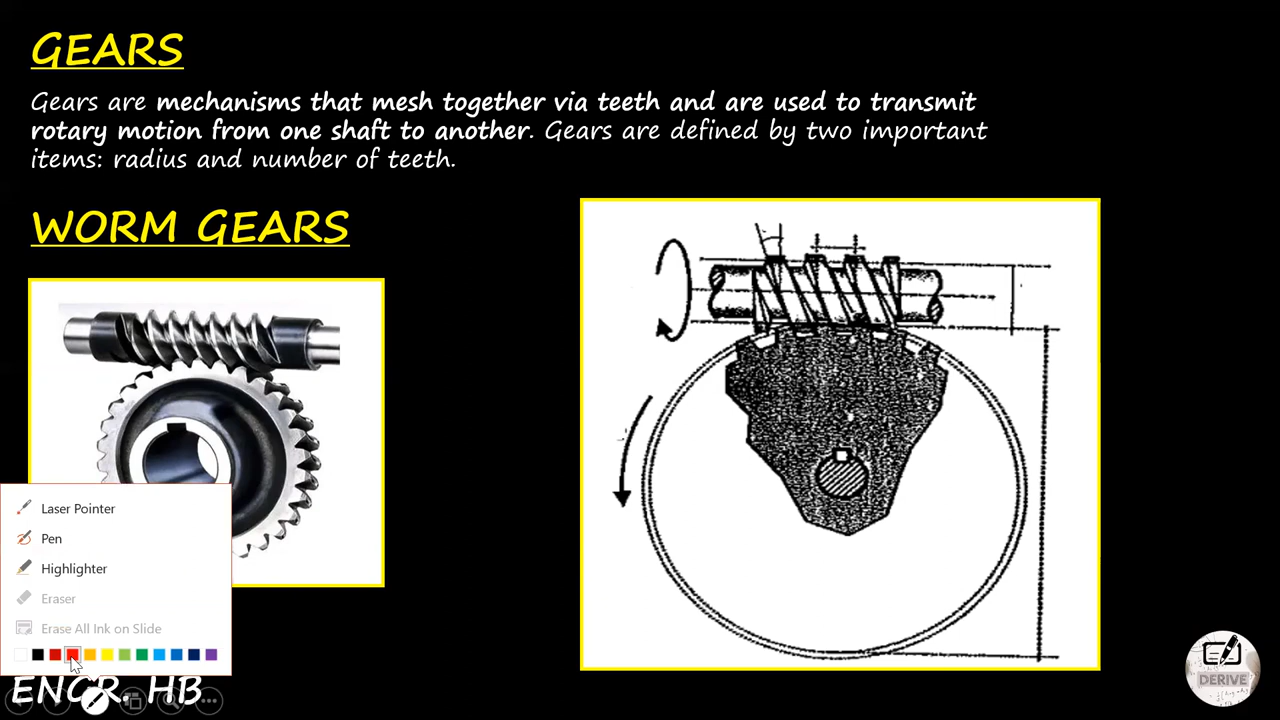 GEARS
Gears are mechanisms that mesh together via teeth and are used to transmit
rotary motion from one shaft to another. Gears are defined by two important
items: radius and number of teeth.
WORM GEARS
Laser Pointer
Pen
Highlighter
Eraser
Erase All Ink on Slide
ENGR. HB
DERIVE